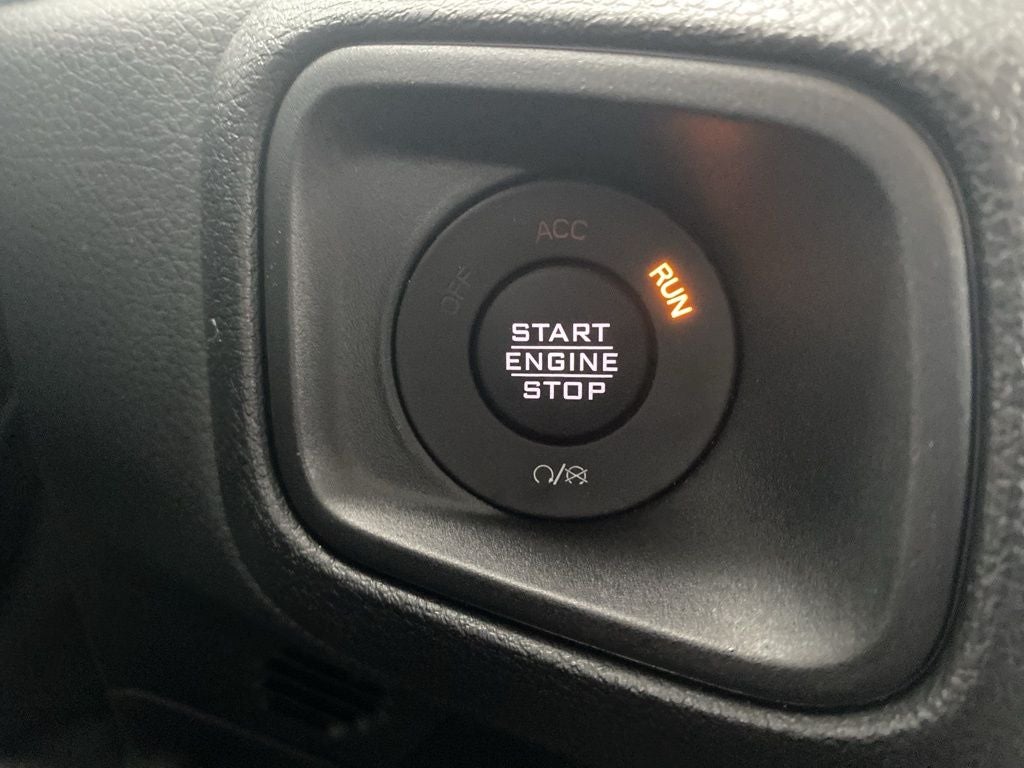 ACC
OFF
RUN
START
ENGINE
STOP